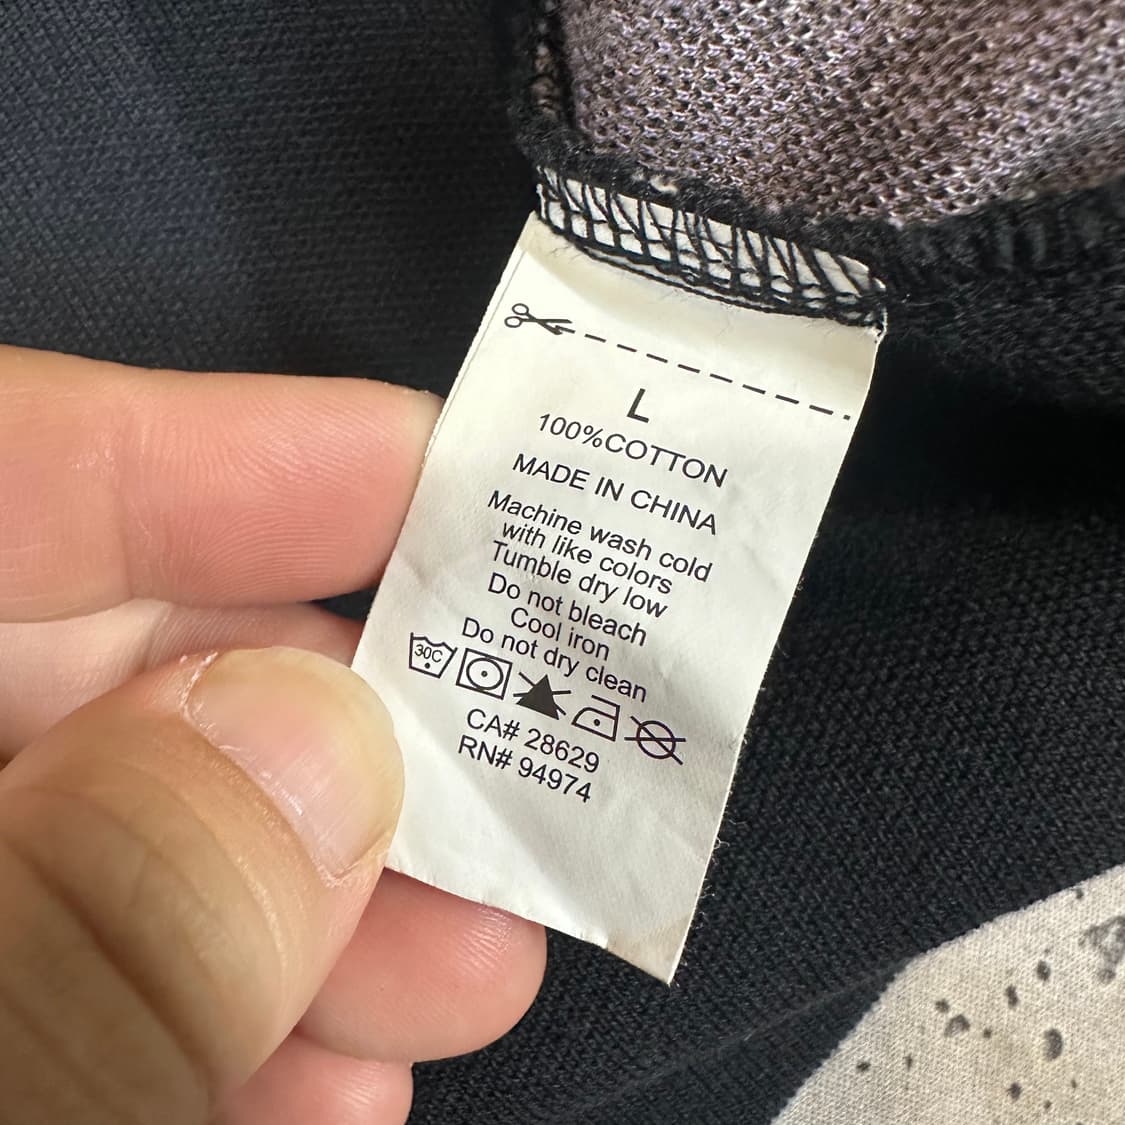 L
100%COTTON
MADE IN CHINA
Machine wash cold
with like colors
Tumble dry low
Do not bleach
Cool iron
Do not dry clean
30C
CA# 28629
RN# 94974